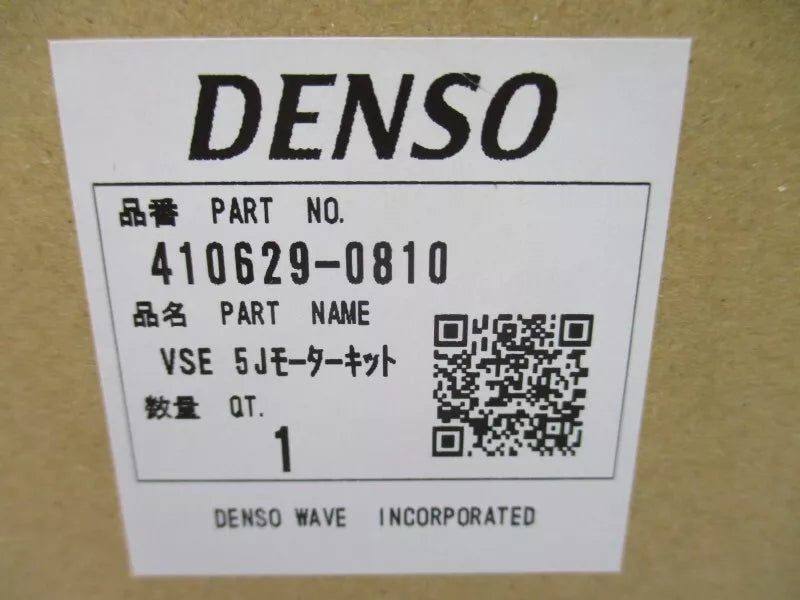 DENSO
品番 PART NO.
410629-0810
品名 PART NAME
VSE 5Jモーターキット
数量 QT.
1
DENSO WAVE INCORPORATED